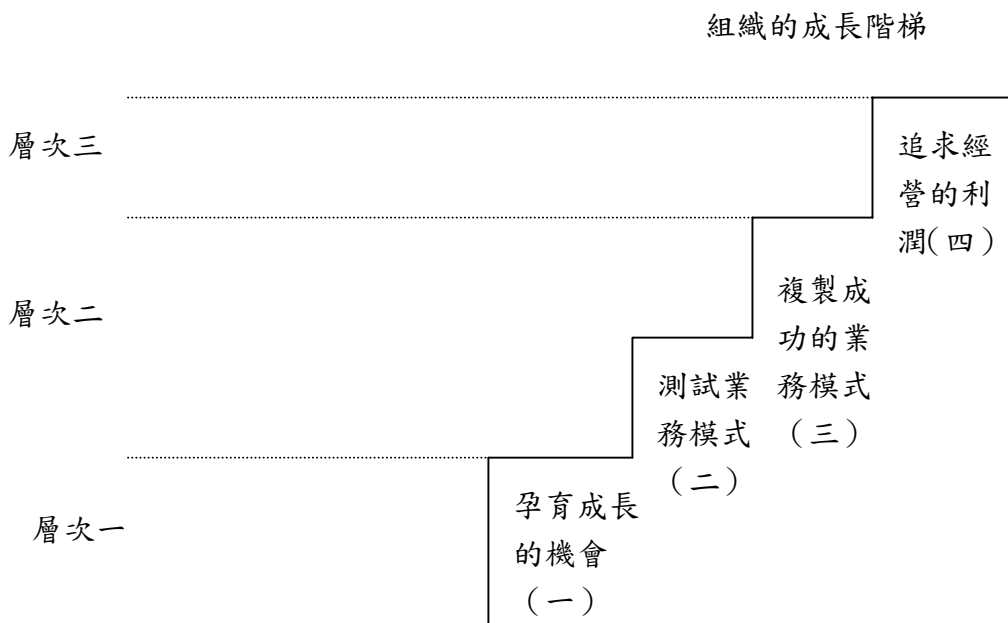 組織的成長階梯
層次三
追求經
營的利
潤(四)
層次二
複製成
功的業
務模式
(三)
測試業
務模式
(二)
層次一
孕育成長
的機會
(一)